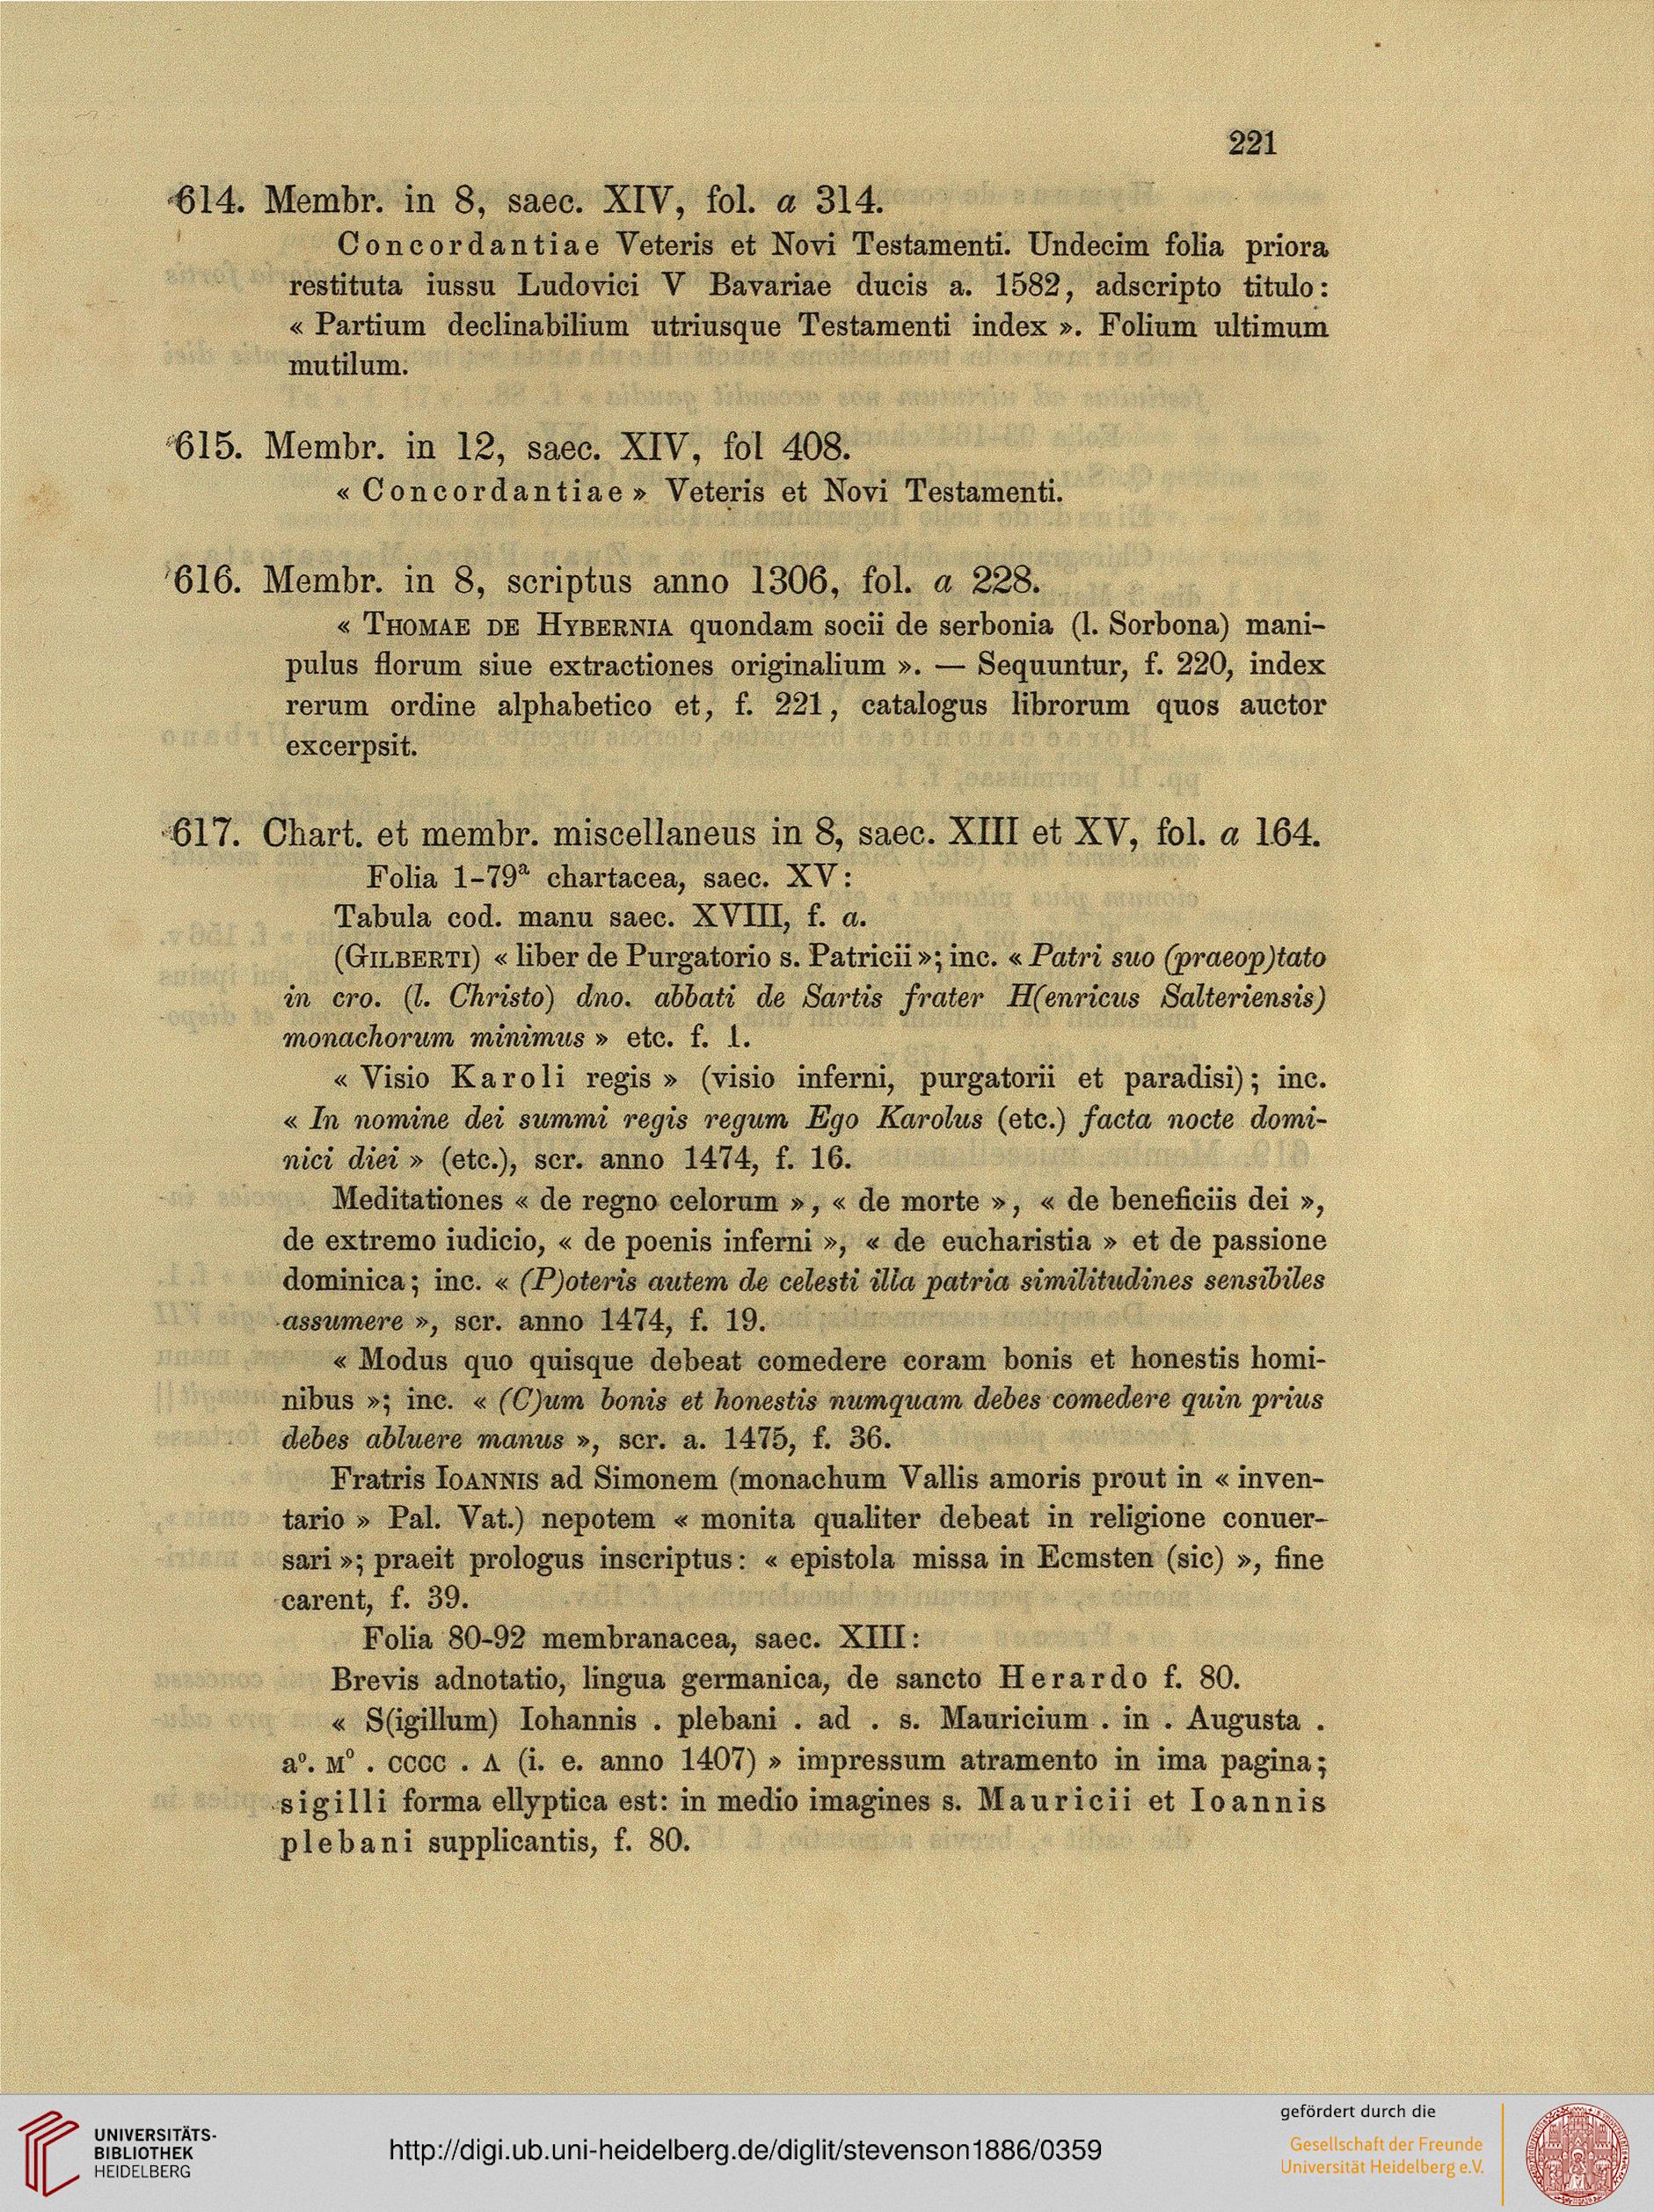 221
614. Membr. in 8, saec. XIV, fol. a 314.
Concordantiae Veteris et Novi Testamenti. Undecim folia priora
restituta iussu Ludovici V Bavariae ducis a. 1582, adscripto titulo:
« Partium declinabilium utriusque Testamenti index ». Folium ultimum
mutilum.
615. Membr. in 12, saec. XIV, fol 408.
« Concordantiae » Veteris et Novi Testamenti.
616. Membr. in 8, scriptus anno 1306, fol. a 228.
« THOMAE DE HYBERNIA quondam socii de serbonia (l. Sorbona) mani-
pulus florum siue extractiones originalium ». — Sequuntur, f. 220, index
rerum ordine alphabetico et, f. 221, catalogus librorum quos auctor
excerpsit.
617. Chart. et membr. miscellaneus in 8, saec. XIII et XV, fol. a 164.
Folia 1-79ª chartacea, saec. XV:
Tabula cod. manu saec. XVIII, f. a.
(GILBERTI) « liber de Purgatorio s. Patricii »; inc. « Patri suo (praeop)tato
in cro. (l. Christo) dno. abbati de Sartis frater H(enricus Salteriensis)
monachorum minimus » etc. f. 1.
« Visio Karoli regis » (visio inferni, purgatorii et paradisi); inc.
« In nomine dei summi regis regum Ego Karolus (etc.) facta nocte domi-
nici diei » (etc.), scr. anno 1474, f. 16.
Meditationes « de regno celorum », « de morte », « de beneficiis dei »,
de extremo iudicio, « de poenis inferni », « de eucharistia » et de passione
dominica; inc. « (P)oteris autem de celesti illa patria similitudines sensibiles
assumere », scr. anno 1474, f. 19.
« Modus quo quisque debeat comedere coram bonis et honestis homi-
nibus »; inc. « (C)um bonis et honestis numquam debes comedere quin prius
debes abluere manus », scr. a. 1475, f. 36.
Fratris IOANNIS ad Simonem (monachum Vallis amoris prout in « inven-
tario » Pal. Vat.) nepotem « monita qualiter debeat in religione conuer-
sari »; praeit prologus inscriptus: « epistola missa in Ecmsten (sic) », fine
carent, f. 39.
Folia 80-92 membranacea, saec. XIII:
Brevis adnotatio, lingua germanica, de sancto Herardo f. 80.
« S(igillum) Iohannis . plebani . ad . s. Mauricium . in . Augusta .
aº. Mº . CCCC . Λ (i. e. anno 1407) » impressum atramento in ima pagina;
sigilli forma ellyptica est: in medio imagines s. Mauricii et Ioannis
plebani supplicantis, f. 80.
UNIVERSITÄTS-
BIBLIOTHEK
HEIDELBERG
http://digi.ub.uni-heidelberg.de/diglit/stevenson1886/0359
gefördert durch die
Gesellschaft der Freunde
Universität Heidelberg e.V.